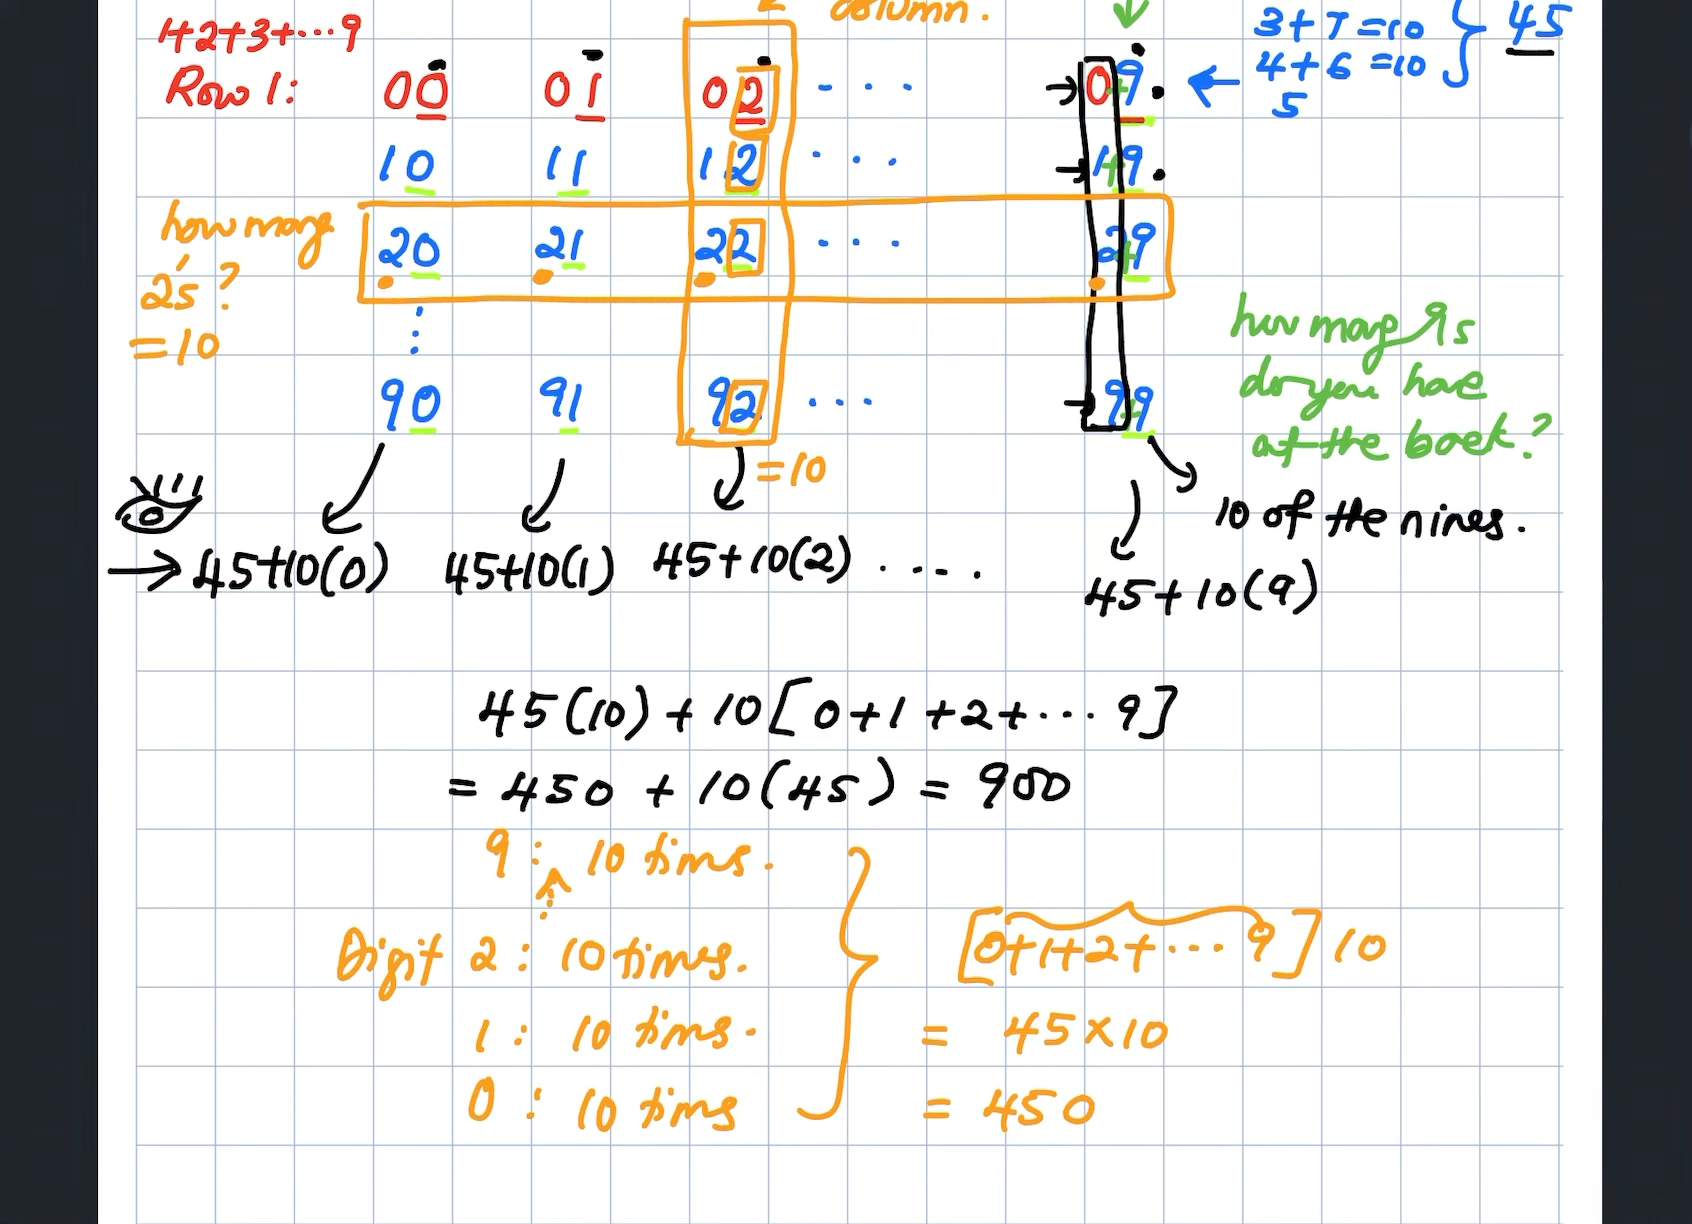 column.
1+2+3+...9
3+7=10
45
4+6=10
5
Row 1: 00 01 02 ... 09.
10 11 12 ... 19.
how many
2's?
=10
20 21 22 ... 29
how many 9s
do you have
at the back?
90 91 92 ... 99
=10
10 of the nines.
→ 45+10(0) 45+10(1) 45+10(2) .... 45+10(9)
45(10) + 10[0+1+2+...9]
= 450 + 10(45) = 900
9: 10 tims.
Digit 2: 10 times.
1: 10 tims.
0: 10 tims
[0+1+2+...9]10
= 45×10
= 450